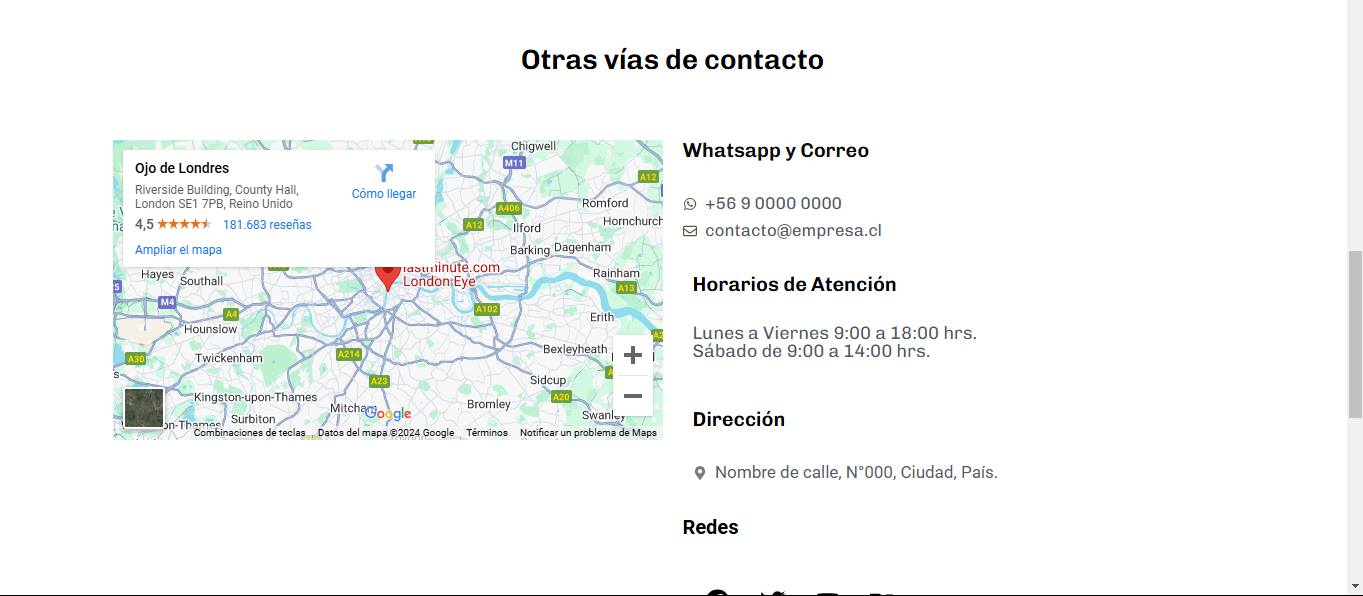 Otras vías de contacto
Ojo de Londres
Riverside Building, County Hall,
London SE1 7PB, Reino Unido
Cómo llegar
4,5 181.683 reseñas
Ampliar el mapa
Chigwell
M11
A12
Romford
A406
Hornchurch
A12
Ilford
Barking
Dagenham
lastminute.com
London Eye
Hayes
Southall
Rainham
A13
M4
A4
A102
Erith
Hounslow
A30
Twickenham
A214
Bexleyheath
A23
Sidcup
Kingston-upon-Thames
A20
Bromley
Surbiton
Google
Combinaciones de teclas
Datos del mapa ©2024 Google
Términos
Notificar un problema de Maps
Whatsapp y Correo
+56 9 0000 0000
contacto@empresa.cl
Horarios de Atención
Lunes a Viernes 9:00 a 18:00 hrs.
Sábado de 9:00 a 14:00 hrs.
Dirección
Nombre de calle, N°000, Ciudad, País.
Redes